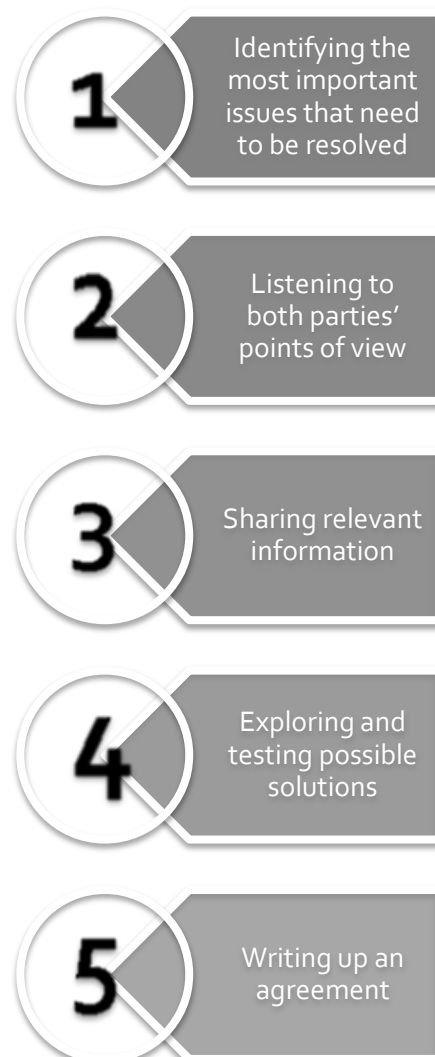 1
Identifying the
most important
issues that need
to be resolved
2
Listening to
both parties’
points of view
3
Sharing relevant
information
4
Exploring and
testing possible
solutions
5
Writing up an
agreement